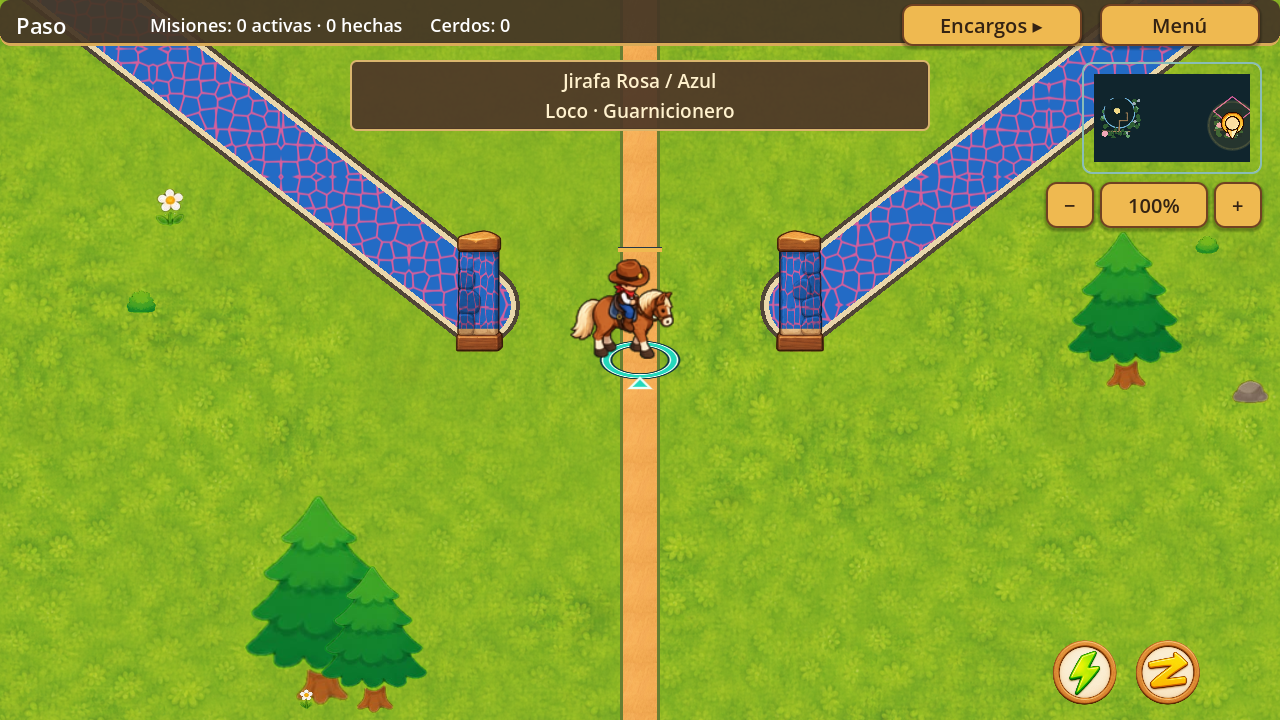 Paso
Misiones: 0 activas · 0 hechas
Cerdos: 0
Encargos ▸
Menú
Jirafa Rosa / Azul
Loco · Guarnicionero
− 100% +